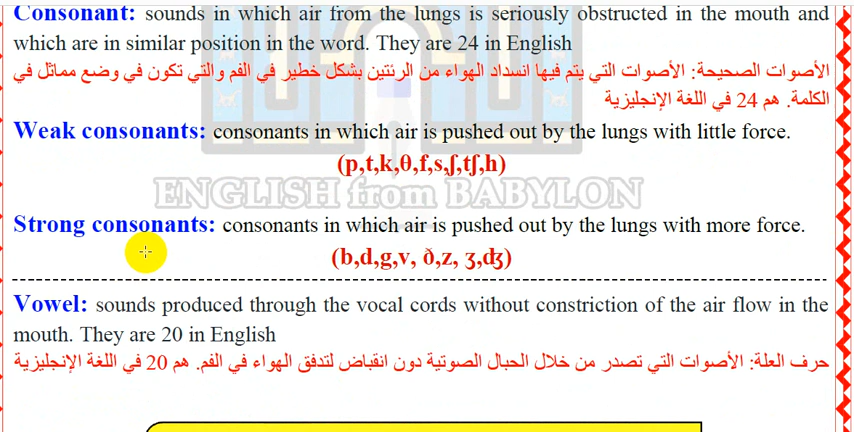 Consonant: sounds in which air from the lungs is seriously obstructed in the mouth and
which are in similar position in the word. They are 24 in English
الأصوات الصحيحة: الأصوات التي يتم فيها انسداد الهواء من الرئتين بشكل خطير في الفم والتي تكون في وضع مماثل في
الكلمة. هم 24 في اللغة الإنجليزية
Weak consonants: consonants in which air is pushed out by the lungs with little force.
(p,t,k,θ,f,s,ʃ,tʃ,h)
ENGLISH from BABYLON
Strong consonants: consonants in which air is pushed out by the lungs with more force.
(b,d,g,v, ð,z, ʒ,ʤ)
Vowel: sounds produced through the vocal cords without constriction of the air flow in the
mouth. They are 20 in English
حرف العلة: الأصوات التي تصدر من خلال الحبال الصوتية دون انقباض لتدفق الهواء في الفم. هم 20 في اللغة الإنجليزية